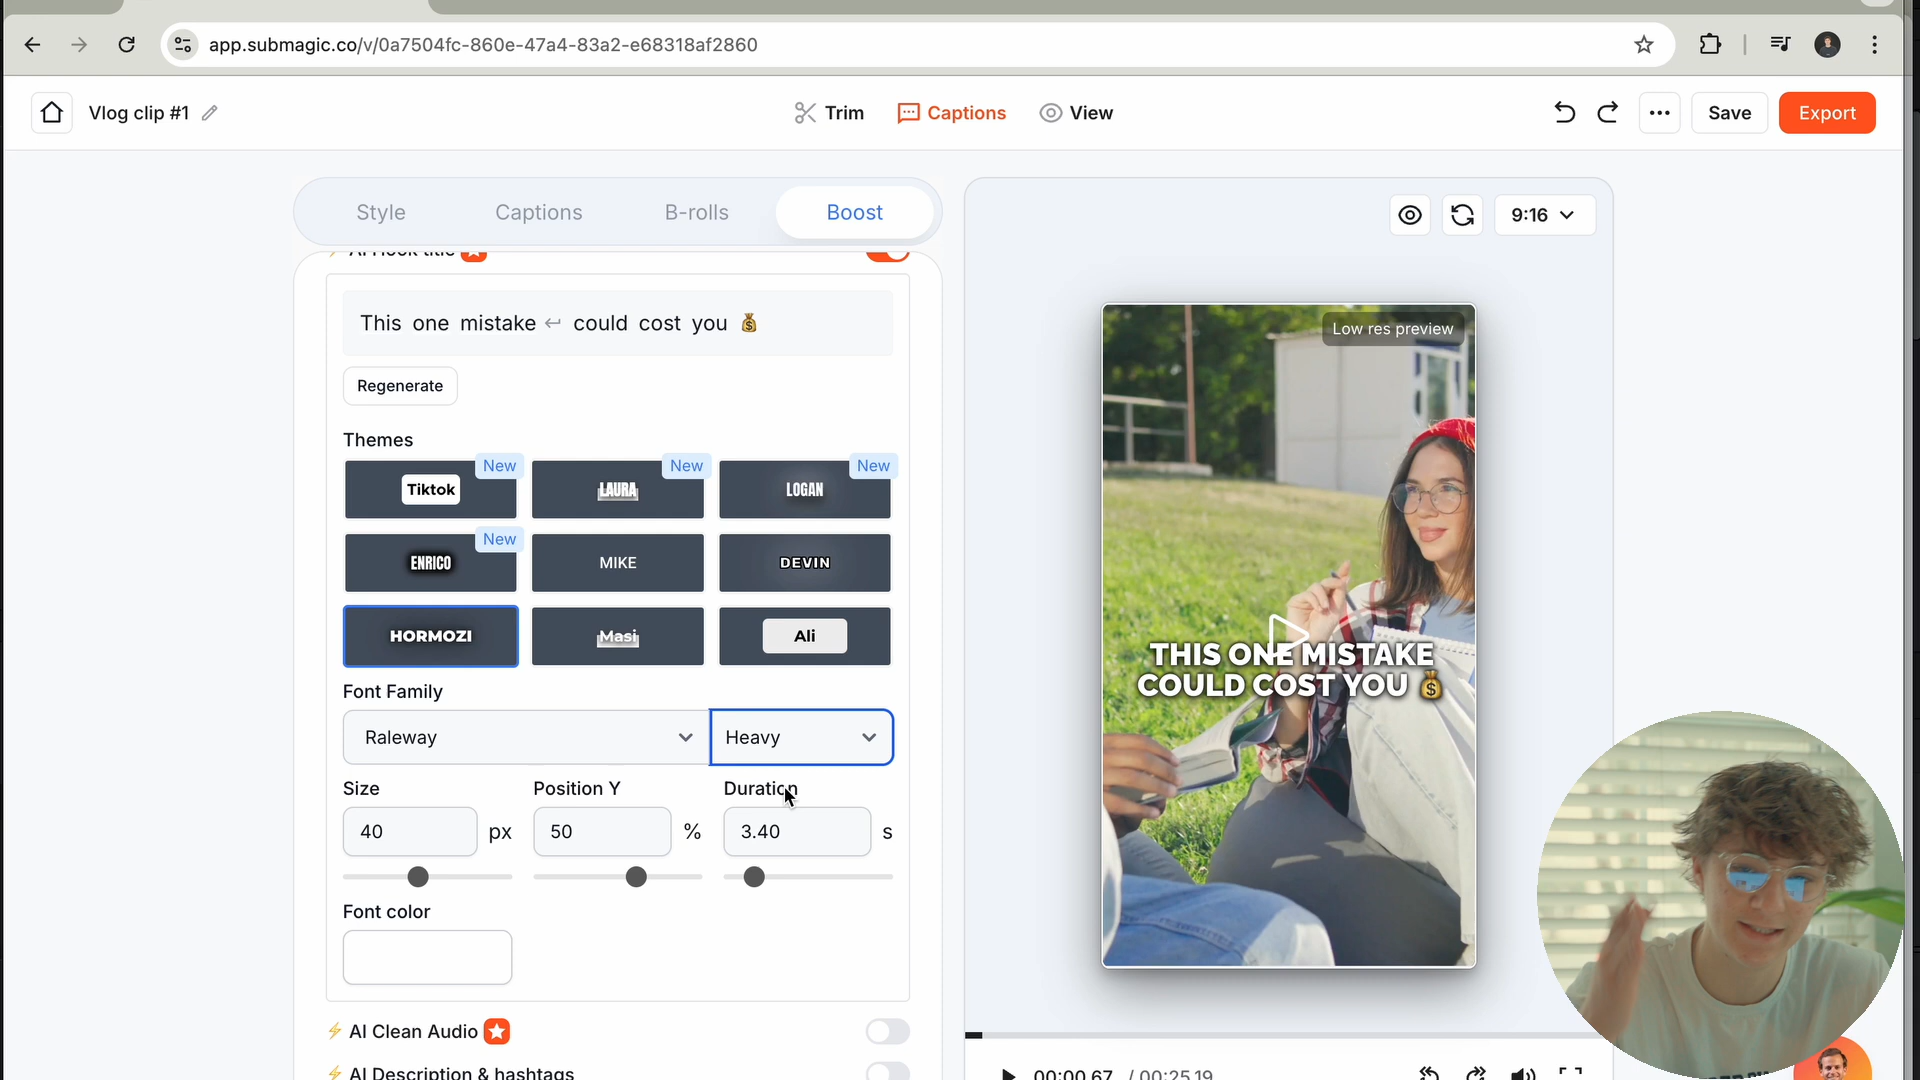 app.submagic.co/v/0a7504fc-860e-47a4-83a2-e68318af2860
Vlog clip #1
Trim
Captions
View
Save
Export
Style
Captions
B-rolls
Boost
AI Hook title
This one mistake ↵ could cost you 💰
Regenerate
Themes
Tiktok New
LAURA New
LOGAN New
ENRICO New
MIKE
DEVIN
HORMOZI
Masi
Ali
Font Family
Raleway
Heavy
Size
Position Y
Duration
40 px
50 %
3.40 s
Font color
AI Clean Audio
AI Description & hashtags
9:16
Low res preview
THIS ONE MISTAKE
COULD COST YOU 💰
00:00.67 / 00:25.19